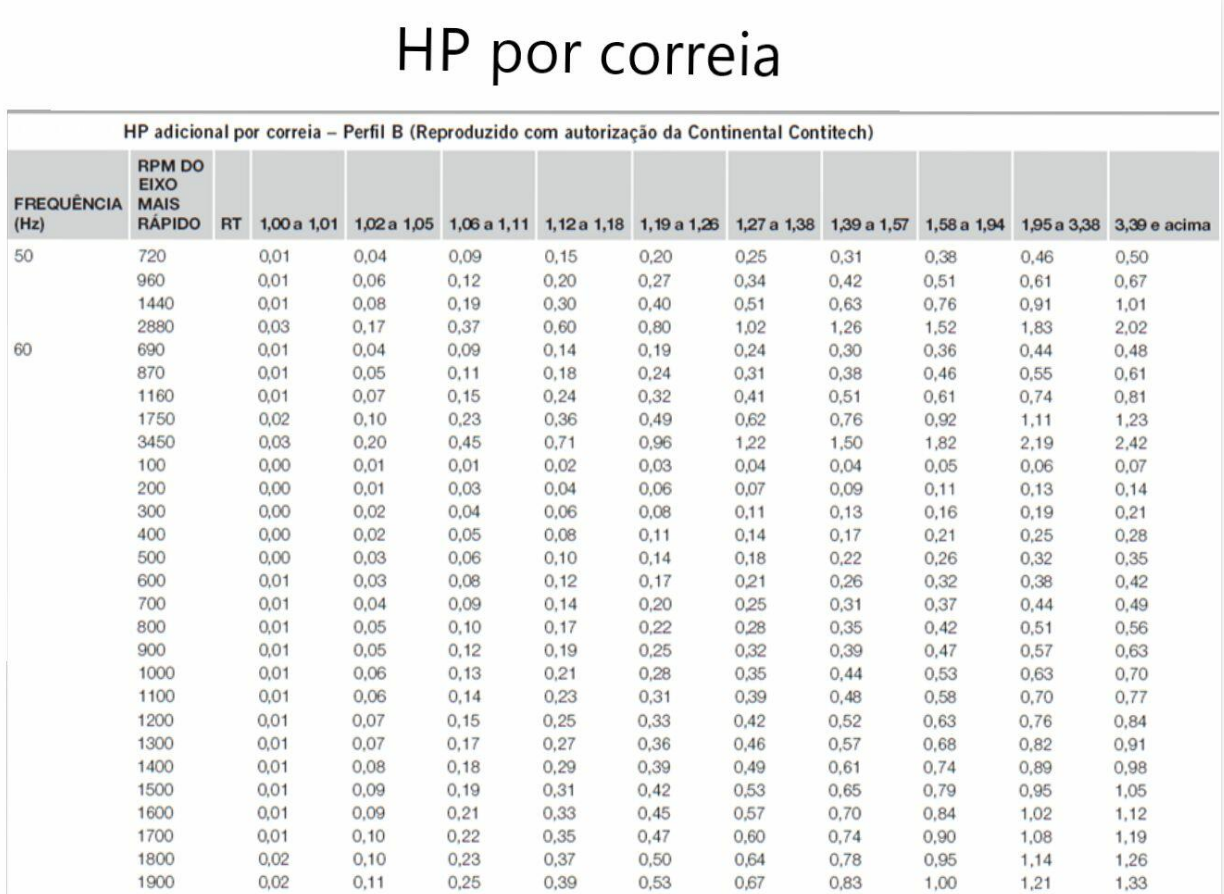 HP por correia
HP adicional por correia – Perfil B (Reproduzido com autorização da Continental Contitech)
FREQUÊNCIA (Hz) RPM DO EIXO MAIS RÁPIDO RT 1,00 a 1,01 1,02 a 1,05 1,06 a 1,11 1,12 a 1,18 1,19 a 1,26 1,27 a 1,38 1,39 a 1,57 1,58 a 1,94 1,95 a 3,38 3,39 e acima
50 720 0,01 0,04 0,09 0,15 0,20 0,25 0,31 0,38 0,46 0,50
960 0,01 0,06 0,12 0,20 0,27 0,34 0,42 0,51 0,61 0,67
1440 0,01 0,08 0,19 0,30 0,40 0,51 0,63 0,76 0,91 1,01
2880 0,03 0,17 0,37 0,60 0,80 1,02 1,26 1,52 1,83 2,02
60 690 0,01 0,04 0,09 0,14 0,19 0,24 0,30 0,36 0,44 0,48
870 0,01 0,05 0,11 0,18 0,24 0,31 0,38 0,46 0,55 0,61
1160 0,01 0,07 0,15 0,24 0,32 0,41 0,51 0,61 0,74 0,81
1750 0,02 0,10 0,23 0,36 0,49 0,62 0,76 0,92 1,11 1,23
3450 0,03 0,20 0,45 0,71 0,96 1,22 1,50 1,82 2,19 2,42
100 0,00 0,01 0,01 0,02 0,03 0,04 0,04 0,05 0,06 0,07
200 0,00 0,01 0,03 0,04 0,06 0,07 0,09 0,11 0,13 0,14
300 0,00 0,02 0,04 0,06 0,08 0,11 0,13 0,16 0,19 0,21
400 0,00 0,02 0,05 0,08 0,11 0,14 0,17 0,21 0,25 0,28
500 0,00 0,03 0,06 0,10 0,14 0,18 0,22 0,26 0,32 0,35
600 0,01 0,03 0,08 0,12 0,17 0,21 0,26 0,32 0,38 0,42
700 0,01 0,04 0,09 0,14 0,20 0,25 0,31 0,37 0,44 0,49
800 0,01 0,05 0,10 0,17 0,22 0,28 0,35 0,42 0,51 0,56
900 0,01 0,05 0,12 0,19 0,25 0,32 0,39 0,47 0,57 0,63
1000 0,01 0,06 0,13 0,21 0,28 0,35 0,44 0,53 0,63 0,70
1100 0,01 0,06 0,14 0,23 0,31 0,39 0,48 0,58 0,70 0,77
1200 0,01 0,07 0,15 0,25 0,33 0,42 0,52 0,63 0,76 0,84
1300 0,01 0,07 0,17 0,27 0,36 0,46 0,57 0,68 0,82 0,91
1400 0,01 0,08 0,18 0,29 0,39 0,49 0,61 0,74 0,89 0,98
1500 0,01 0,09 0,19 0,31 0,42 0,53 0,65 0,79 0,95 1,05
1600 0,01 0,09 0,21 0,33 0,45 0,57 0,70 0,84 1,02 1,12
1700 0,01 0,10 0,22 0,35 0,47 0,60 0,74 0,90 1,08 1,19
1800 0,02 0,10 0,23 0,37 0,50 0,64 0,78 0,95 1,14 1,26
1900 0,02 0,11 0,25 0,39 0,53 0,67 0,83 1,00 1,21 1,33